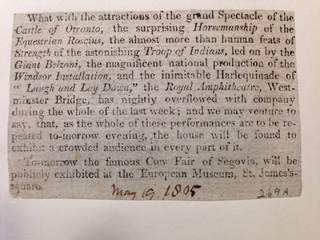 What with the attractions of the grand Spectacle of the
Castle of Otranto, the surprising Horsemanship of the
Equestrian Roscius, the almost more than human feats of
Strength of the astonishing Troop of Indians, led on by the
Giant Belzoni, the magnificent national production of the
Windsor Installation, and the inimitable Harlequinade of
"Laugh and Lay Down," the Royal Amphitheatre, West-
minster Bridge, has nightly overflowed with company
during the whole of the last week; and we may venture to
say, that, as the whole of these performances are to be re-
peated to-morrow evening, the house will be found to
exhibit a crowded audience in every part of it.
To-morrow the famous Cow Fair of Segovia, will be
publicly exhibited at the European Museum, St. James's-
square.
May 19. 1805
269A